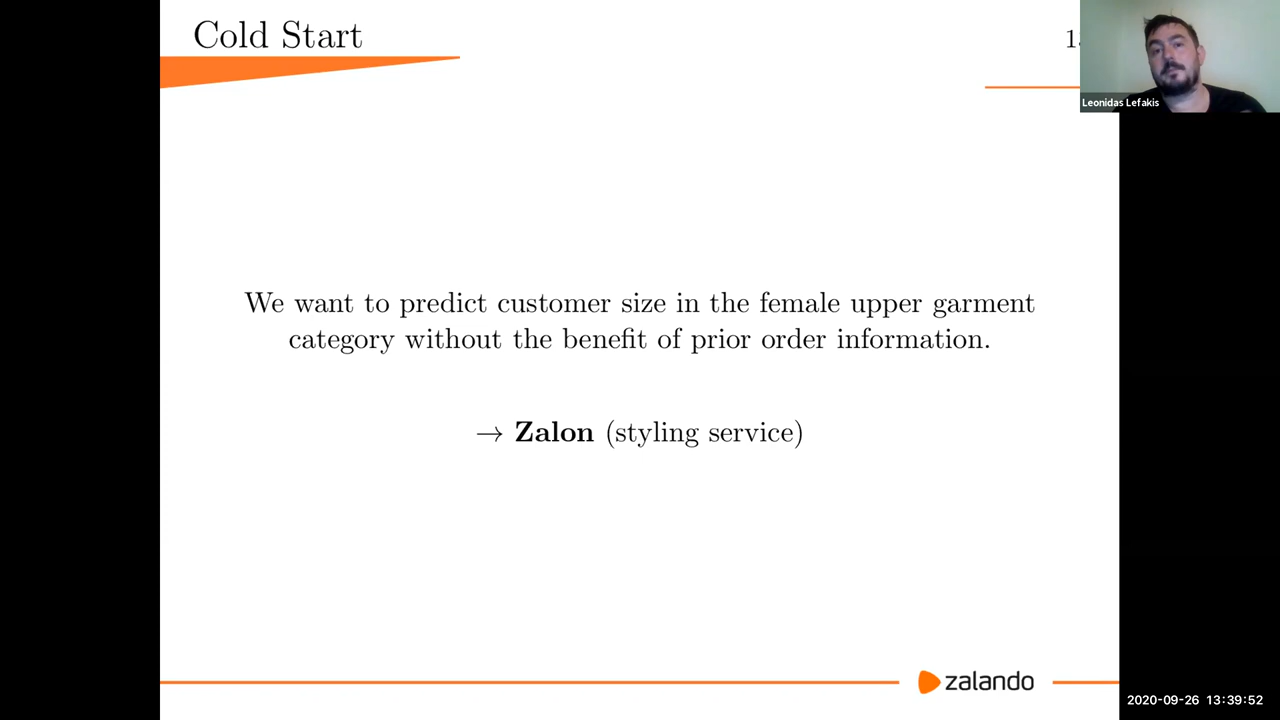 Cold Start
Leonidas Lefakis
We want to predict customer size in the female upper garment
category without the benefit of prior order information.
→ Zalon (styling service)
zalando
2020-09-26 13:39:52